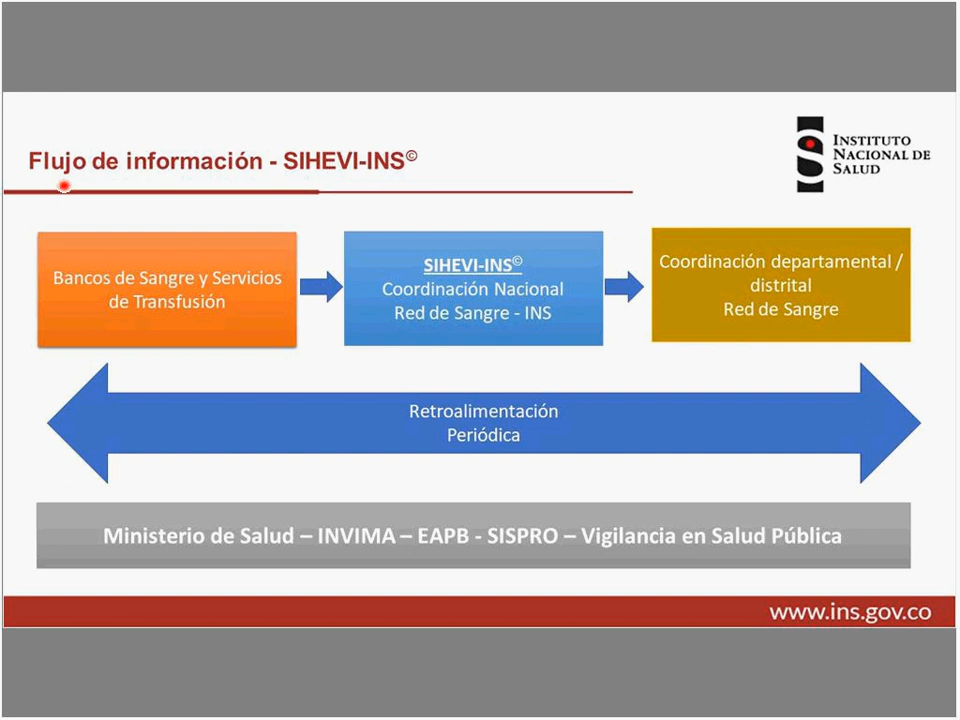 Flujo de información - SIHEVI-INS©
INSTITUTO
NACIONAL DE
SALUD
Bancos de Sangre y Servicios
de Transfusión
SIHEVI-INS©
Coordinación Nacional
Red de Sangre - INS
Coordinación departamental /
distrital
Red de Sangre
Retroalimentación
Periódica
Ministerio de Salud – INVIMA – EAPB - SISPRO – Vigilancia en Salud Pública
www.ins.gov.co